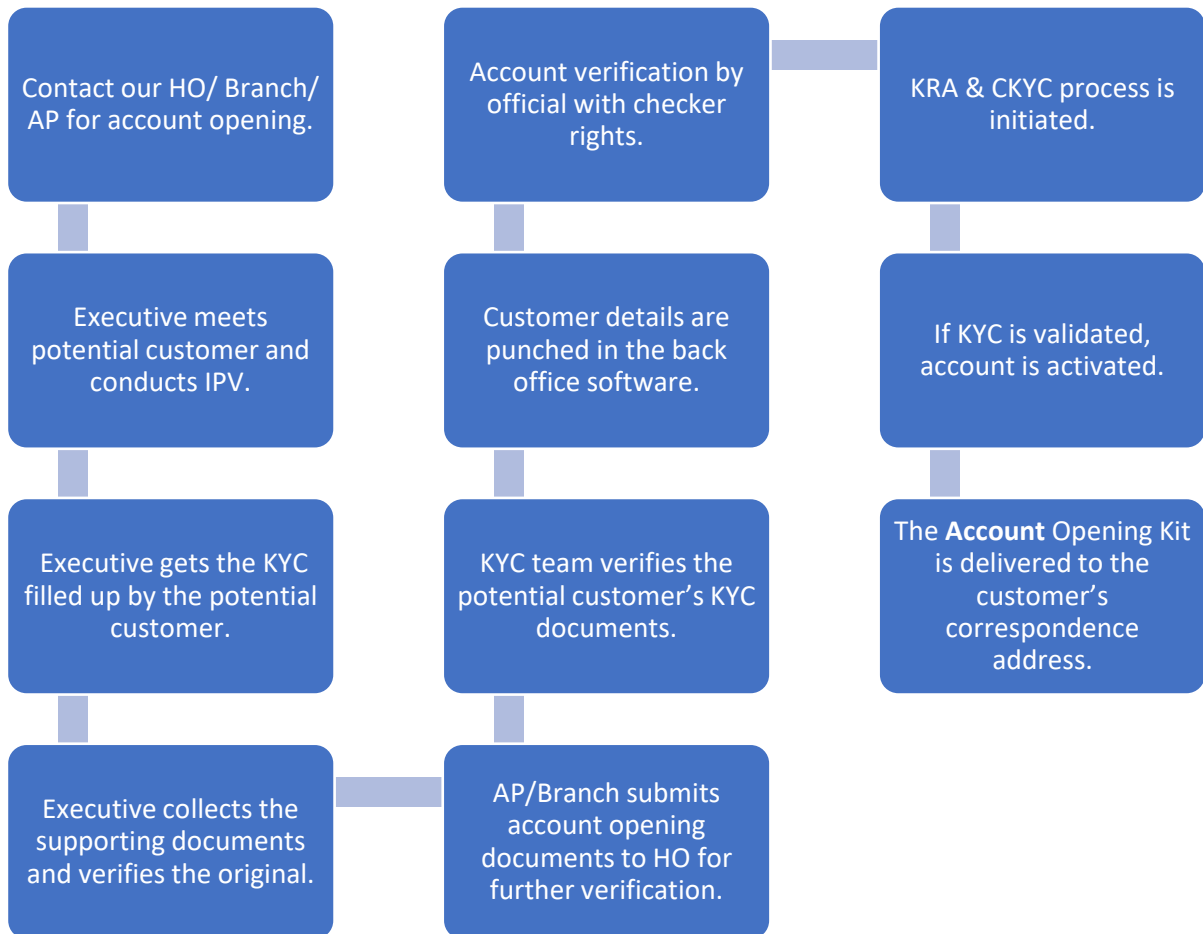 Contact our HO/ Branch/
AP for account opening.
Executive meets
potential customer and
conducts IPV.
Executive gets the KYC
filled up by the potential
customer.
Executive collects the
supporting documents
and verifies the original.
AP/Branch submits
account opening
documents to HO for
further verification.
KYC team verifies the
potential customer’s KYC
documents.
Customer details are
punched in the back
office software.
Account verification by
official with checker
rights.
KRA & CKYC process is
initiated.
If KYC is validated,
account is activated.
The Account Opening Kit
is delivered to the
customer’s
correspondence
address.